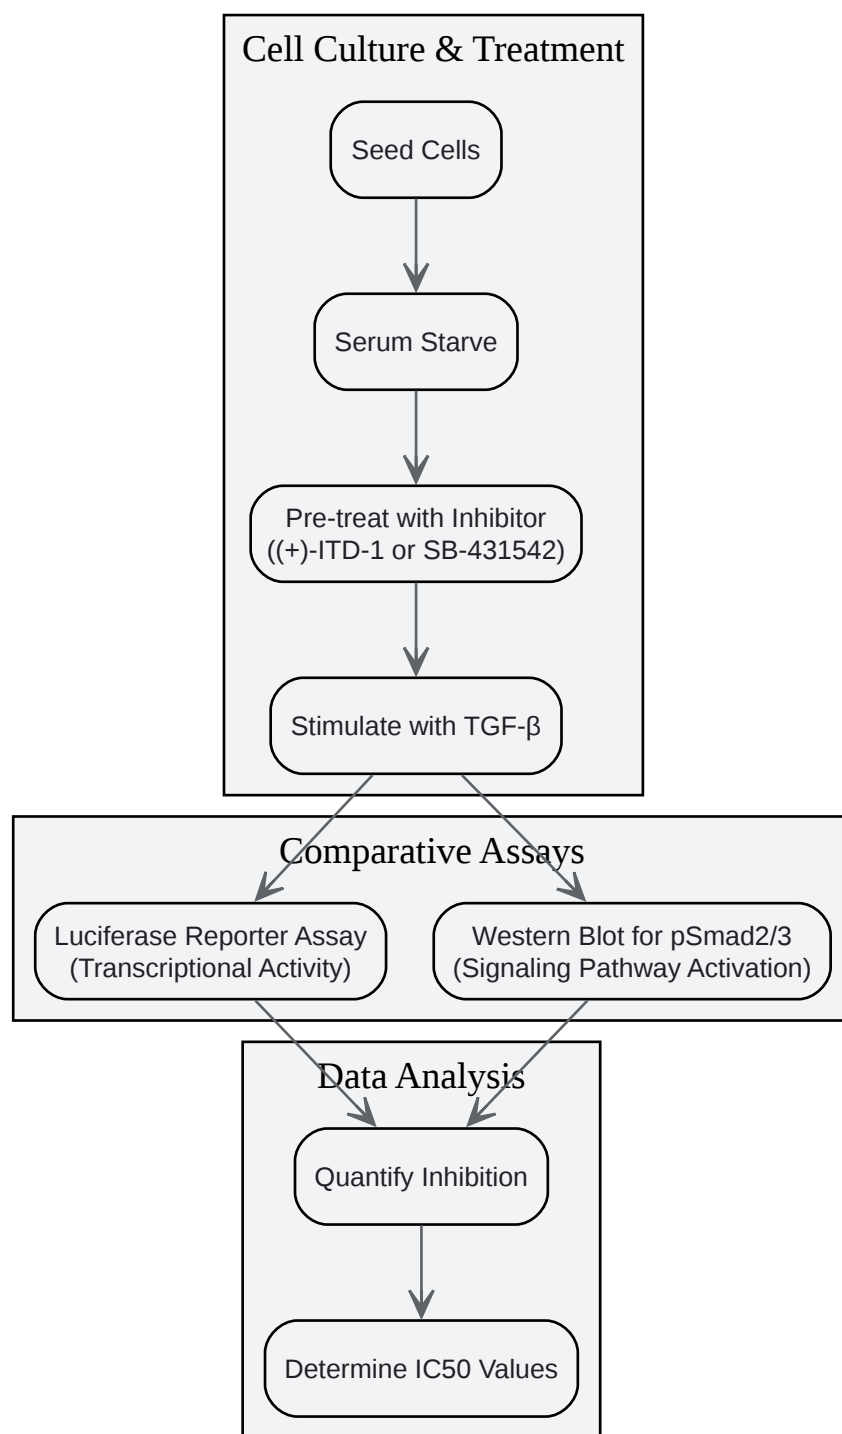 Cell Culture & Treatment
Seed Cells
Serum Starve
Pre-treat with Inhibitor
((+)-ITD-1 or SB-431542)
Stimulate with TGF-β
Comparative Assays
Luciferase Reporter Assay
(Transcriptional Activity)
Western Blot for pSmad2/3
(Signaling Pathway Activation)
Data Analysis
Quantify Inhibition
Determine IC50 Values